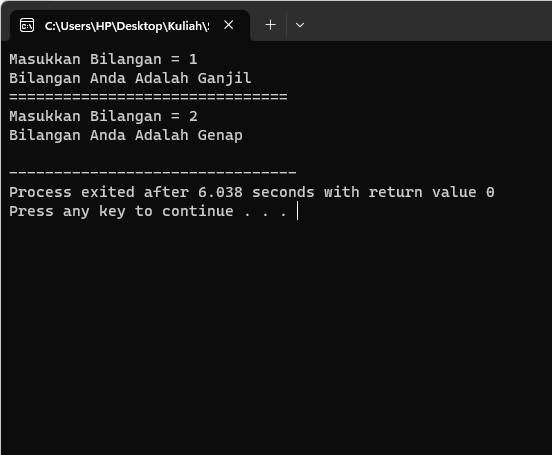 C:\Users\HP\Desktop\Kuliah\S
Masukkan Bilangan = 1
Bilangan Anda Adalah Ganjil
===============================
Masukkan Bilangan = 2
Bilangan Anda Adalah Genap
--------------------------------
Process exited after 6.038 seconds with return value 0
Press any key to continue . . .